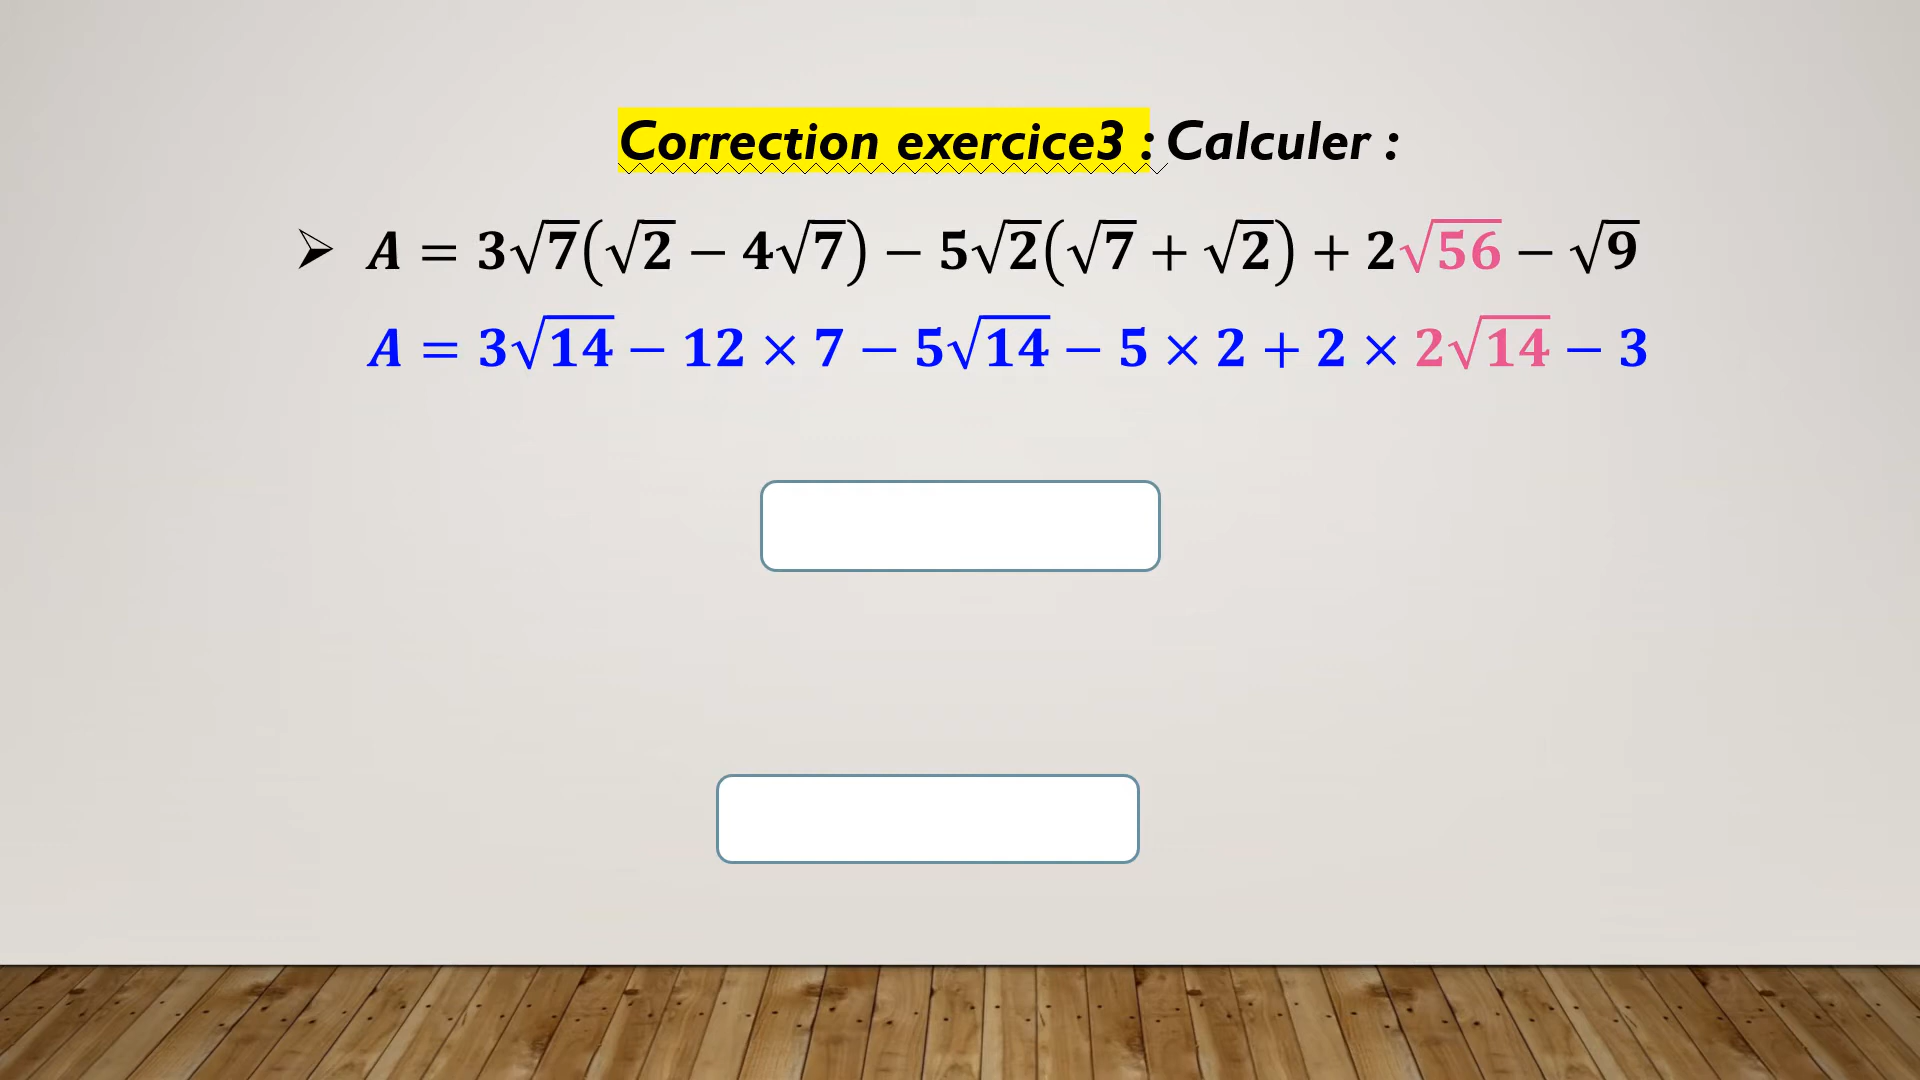 Correction exercice3 : Calculer :
➢ A = 3√7(√2 − 4√7) − 5√2(√7 + √2) + 2√56 − √9
A = 3√14 − 12 × 7 − 5√14 − 5 × 2 + 2 × 2√14 − 3